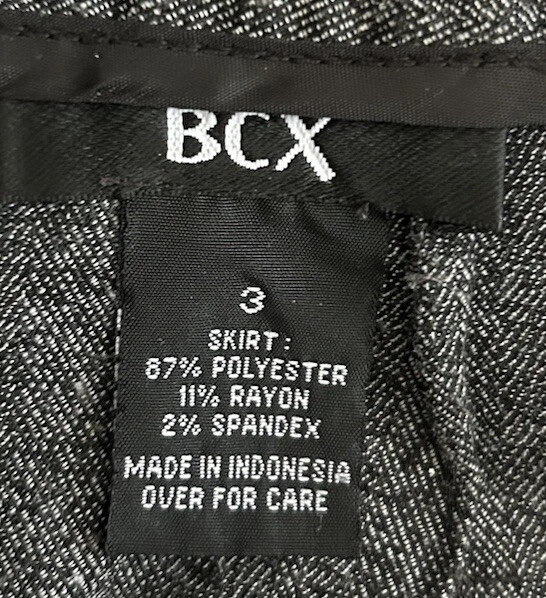 BCX
3
SKIRT:
87% POLYESTER
11% RAYON
2% SPANDEX
MADE IN INDONESIA
OVER FOR CARE